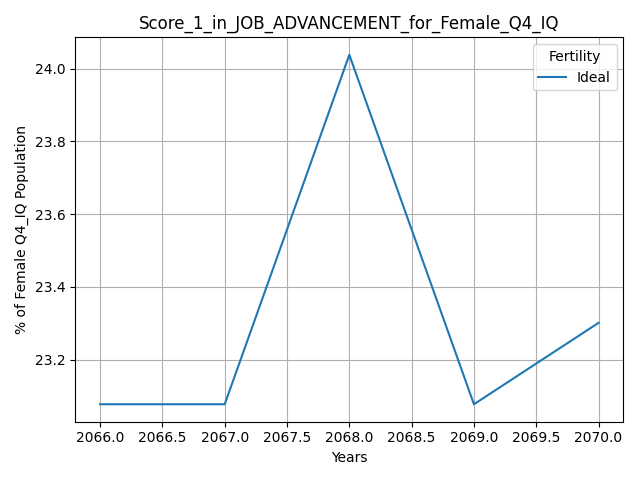 Score_1_in_JOB_ADVANCEMENT_for_Female_Q4_IQ
Fertility
Ideal
24.0
23.8
23.6
23.4
23.2
% of Female Q4_IQ Population
2066.0 2066.5 2067.0 2067.5 2068.0 2068.5 2069.0 2069.5 2070.0
Years